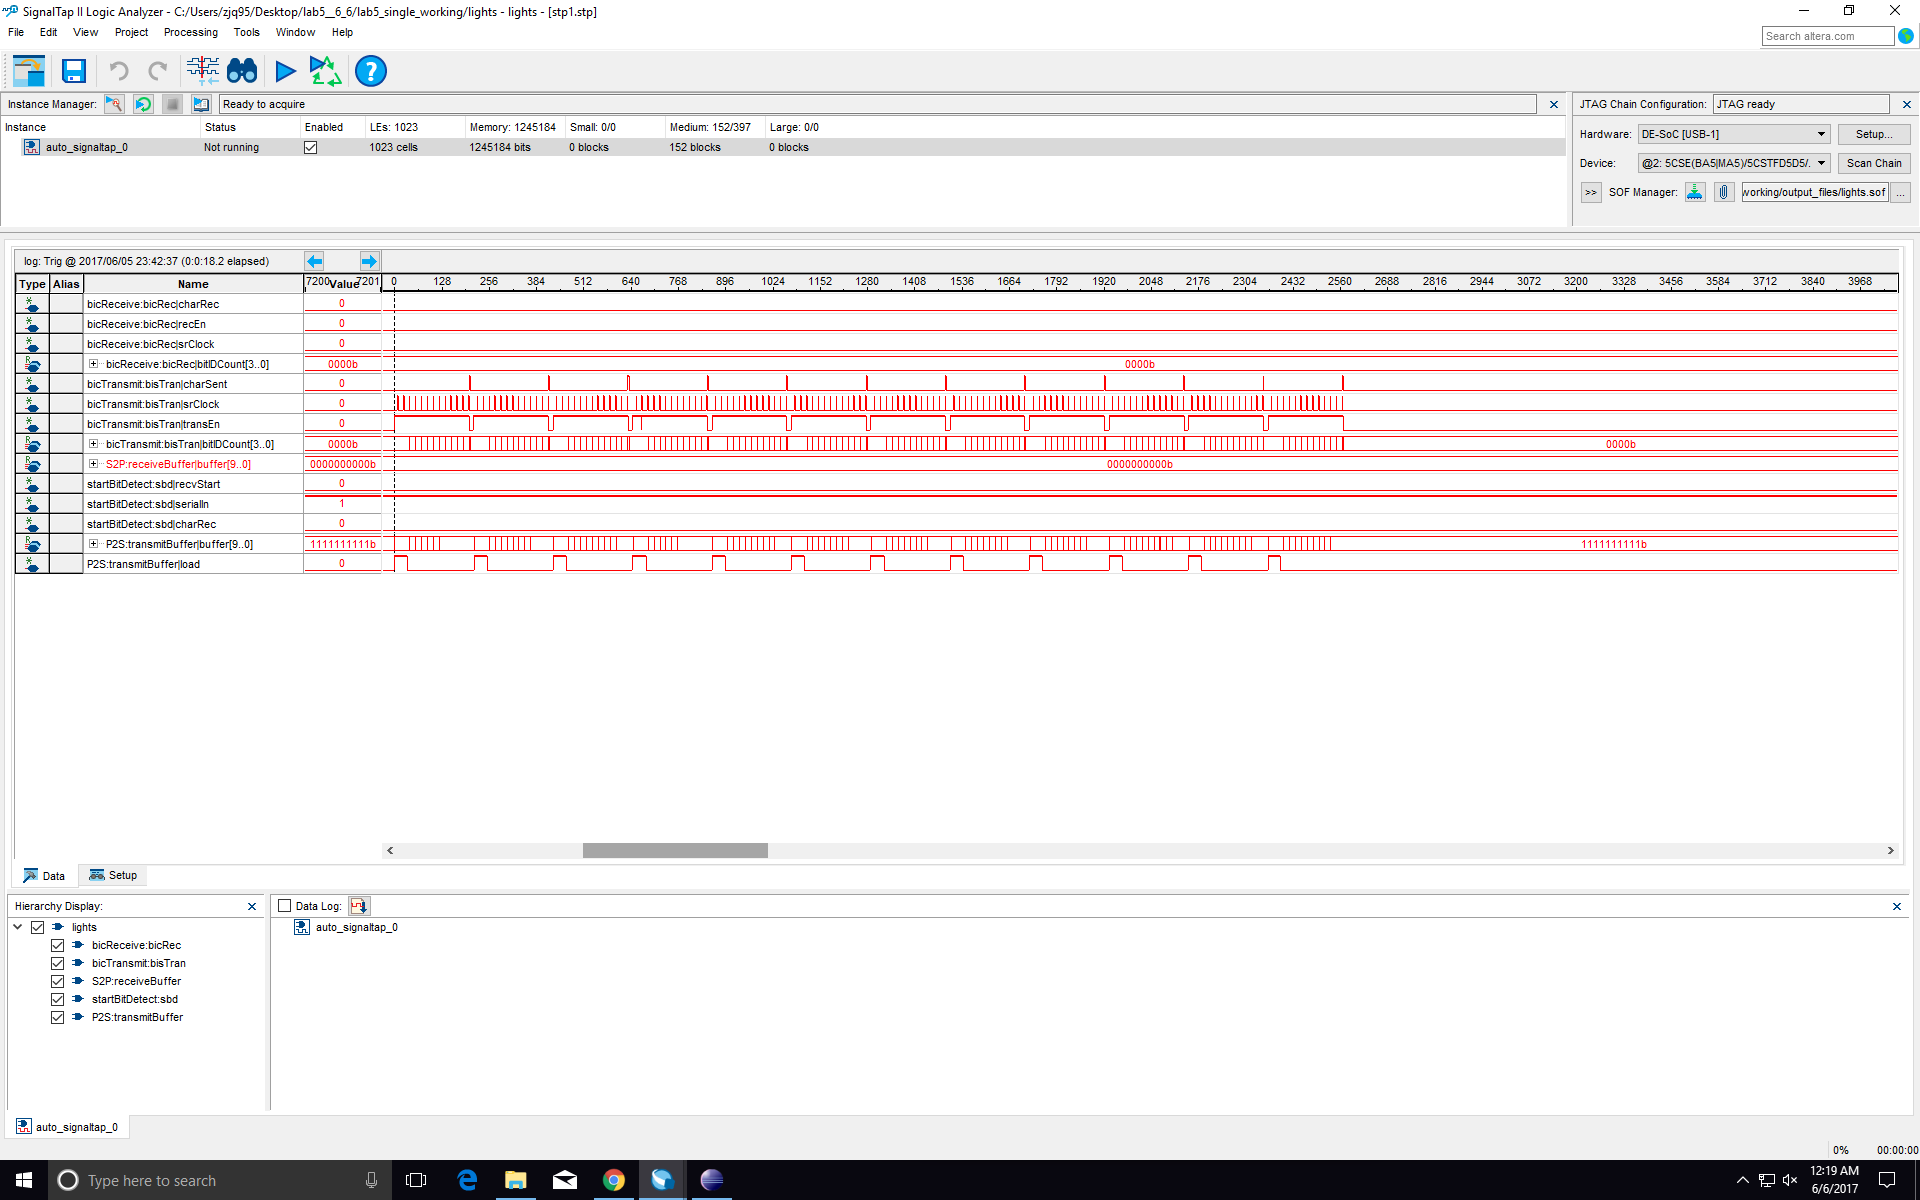 SignalTap II Logic Analyzer - C:/Users/zjq95/Desktop/lab5__6_6/lab5_single_working/lights - lights - [stp1.stp]
File Edit View Project Processing Tools Window Help
Search altera.com
Instance Manager: Ready to acquire
JTAG Chain Configuration: JTAG ready
Instance Status Enabled LEs: 1023 Memory: 1245184 Small: 0/0 Medium: 152/397 Large: 0/0
auto_signaltap_0 Not running 1023 cells 1245184 bits 0 blocks 152 blocks 0 blocks
Hardware: DE-SoC [USB-1] Setup...
Device: @2: 5CSE(BA5|MA5)/5CSTFD5D5/. Scan Chain
>> SOF Manager: working/output_files/lights.sof ...
log: Trig @ 2017/06/05 23:42:37 (0:0:18.2 elapsed)
Type Alias Name 7200 Value 7201 0 128 256 384 512 640 768 896 1024 1152 1280 1408 1536 1664 1792 1920 2048 2176 2304 2432 2560 2688 2816 2944 3072 3200 3328 3456 3584 3712 3840 3968
bicReceive:bicRec|charRec 0
bicReceive:bicRec|recEn 0
bicReceive:bicRec|srClock 0
bicReceive:bicRec|bitIDCount[3..0] 0000b 0000b
bicTransmit:bisTran|charSent 0
bicTransmit:bisTran|srClock 0
bicTransmit:bisTran|transEn 0
bicTransmit:bisTran|bitIDCount[3..0] 0000b 0000b
S2P:receiveBuffer|buffer[9..0] 0000000000b 0000000000b
startBitDetect:sbd|recvStart 0
startBitDetect:sbd|serialIn 1
startBitDetect:sbd|charRec 0
P2S:transmitBuffer|buffer[9..0] 1111111111b 1111111111b
P2S:transmitBuffer|load 0
Data Setup
Hierarchy Display:
lights
bicReceive:bicRec
bicTransmit:bisTran
S2P:receiveBuffer
startBitDetect:sbd
P2S:transmitBuffer
Data Log:
auto_signaltap_0
auto_signaltap_0
0% 00:00:00
Type here to search
12:19 AM
6/6/2017